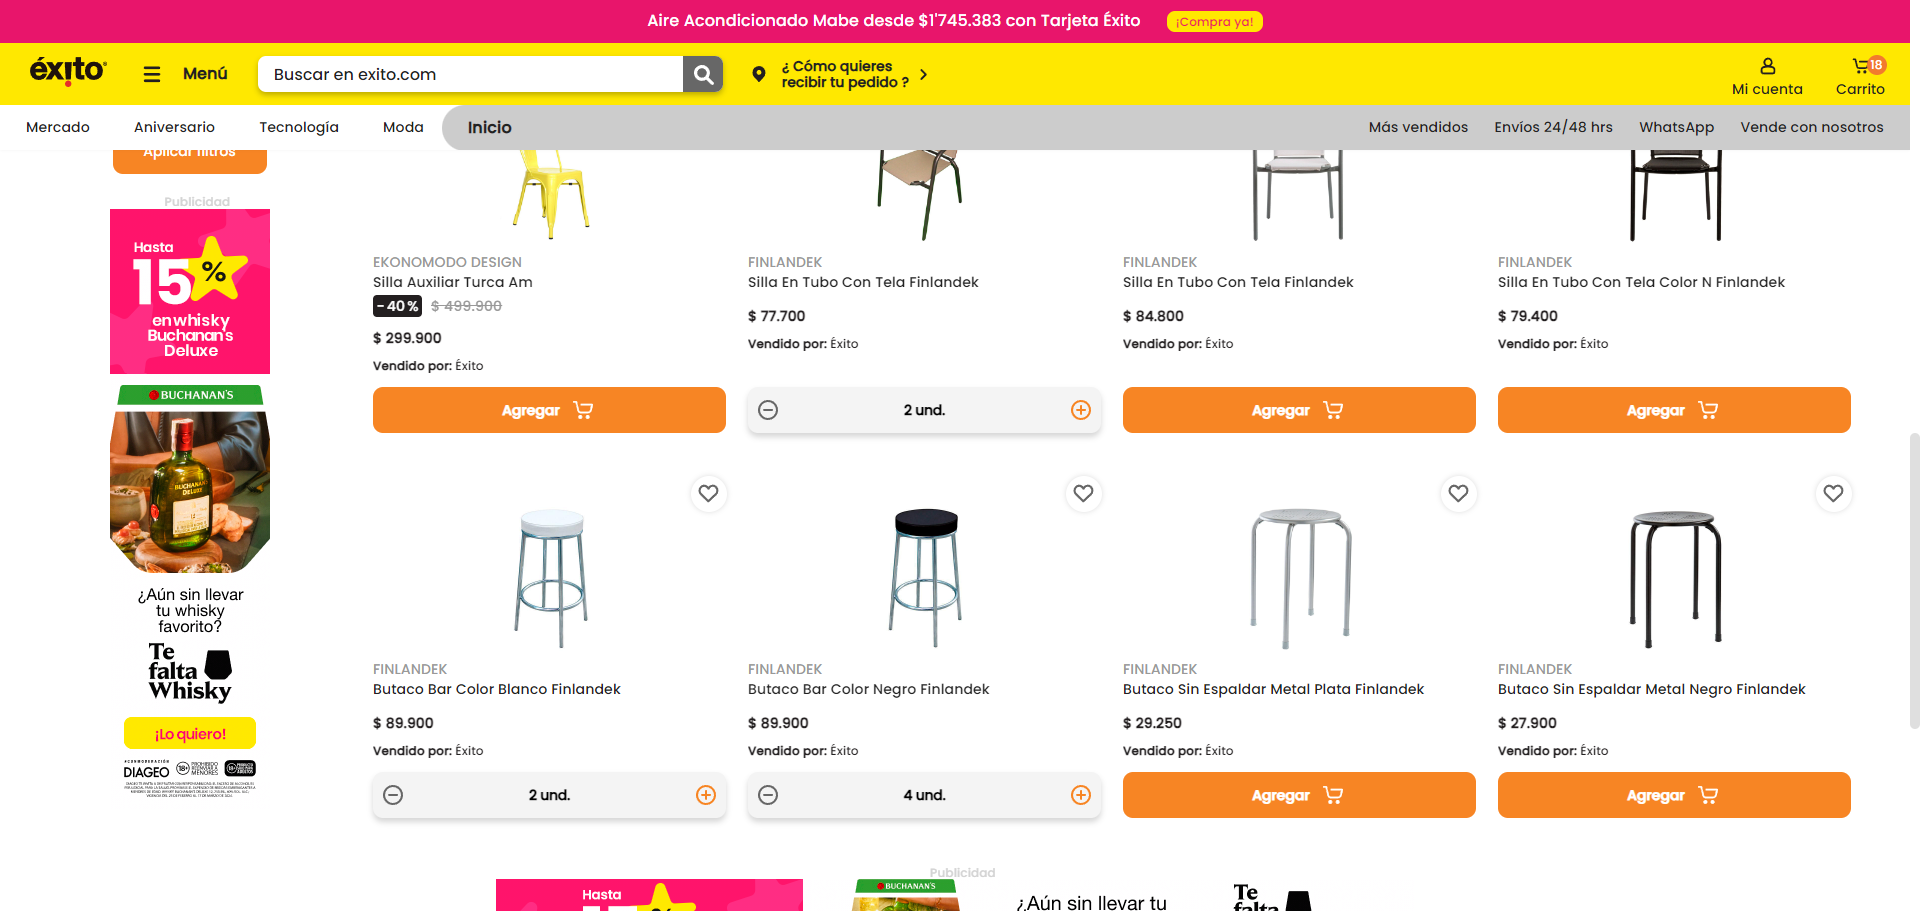 Aire Acondicionado Mabe desde $1'745.383 con Tarjeta Éxito ¡Compra ya!
éxito
Menú
Buscar en exito.com
¿ Cómo quieres
recibir tu pedido ?
Mi cuenta
18
Carrito
Mercado
Aniversario
Tecnología
Moda
Inicio
Más vendidos
Envíos 24/48 hrs
WhatsApp
Vende con nosotros
Aplicar filtros
Publicidad
Hasta
15%
en whisky
Buchanan's
Deluxe
BUCHANAN'S
BUCHANAN'S
DELUXE
¿Aún sin llevar
tu whisky
favorito?
Te
falta
Whisky
¡Lo quiero!
DIAGEO
EKONOMODO DESIGN
Silla Auxiliar Turca Am
-40% $ 499.900
$ 299.900
Vendido por: Éxito
Agregar
FINLANDEK
Silla En Tubo Con Tela Finlandek
$ 77.700
Vendido por: Éxito
2 und.
FINLANDEK
Silla En Tubo Con Tela Finlandek
$ 84.800
Vendido por: Éxito
Agregar
FINLANDEK
Silla En Tubo Con Tela Color N Finlandek
$ 79.400
Vendido por: Éxito
Agregar
FINLANDEK
Butaco Bar Color Blanco Finlandek
$ 89.900
Vendido por: Éxito
2 und.
FINLANDEK
Butaco Bar Color Negro Finlandek
$ 89.900
Vendido por: Éxito
4 und.
FINLANDEK
Butaco Sin Espaldar Metal Plata Finlandek
$ 29.250
Vendido por: Éxito
Agregar
FINLANDEK
Butaco Sin Espaldar Metal Negro Finlandek
$ 27.900
Vendido por: Éxito
Agregar
Publicidad
Hasta
BUCHANAN'S
¿Aún sin llevar tu
Te
falta